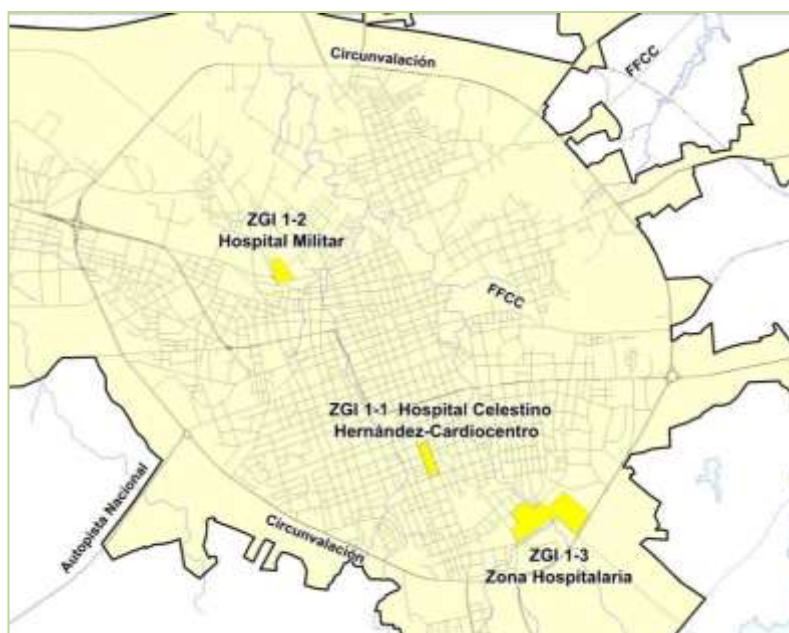 Circunvalación
FFCC
ZGI 1-2
Hospital Militar
FFCC
ZGI 1-1 Hospital Celestino
Hernández-Cardiocentro
Autopista Nacional
Circunvalación
ZGI 1-3
Zona Hospitalaria